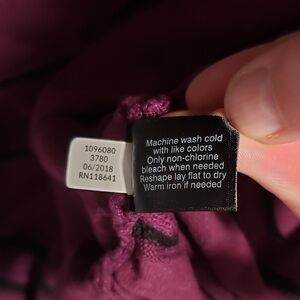 1096080
3780
06/2018
RN118641
Machine wash cold
with like colors
Only non-chlorine
bleach when needed
Reshape lay flat to dry
Warm iron if needed